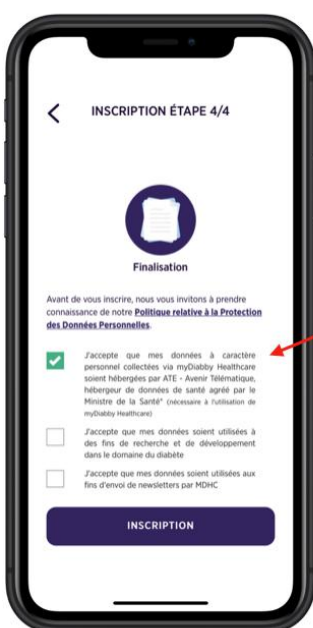 INSCRIPTION ÉTAPE 4/4
Finalisation
Avant de vous inscrire, nous vous invitons à prendre
connaissance de notre Politique relative à la Protection
des Données Personnelles.
J'accepte que mes données à caractère
personnel collectées via myDiabby Healthcare
soient hébergées par ATE - Avenir Télématique,
hébergeur de données de santé agréé par le
Ministre de la Santé* (nécessaire à l'utilisation de
myDiabby Healthcare)
J'accepte que mes données soient utilisées à
des fins de recherche et de développement
dans le domaine du diabète
J'accepte que mes données soient utilisées aux
fins d'envoi de newsletters par MDHC
INSCRIPTION